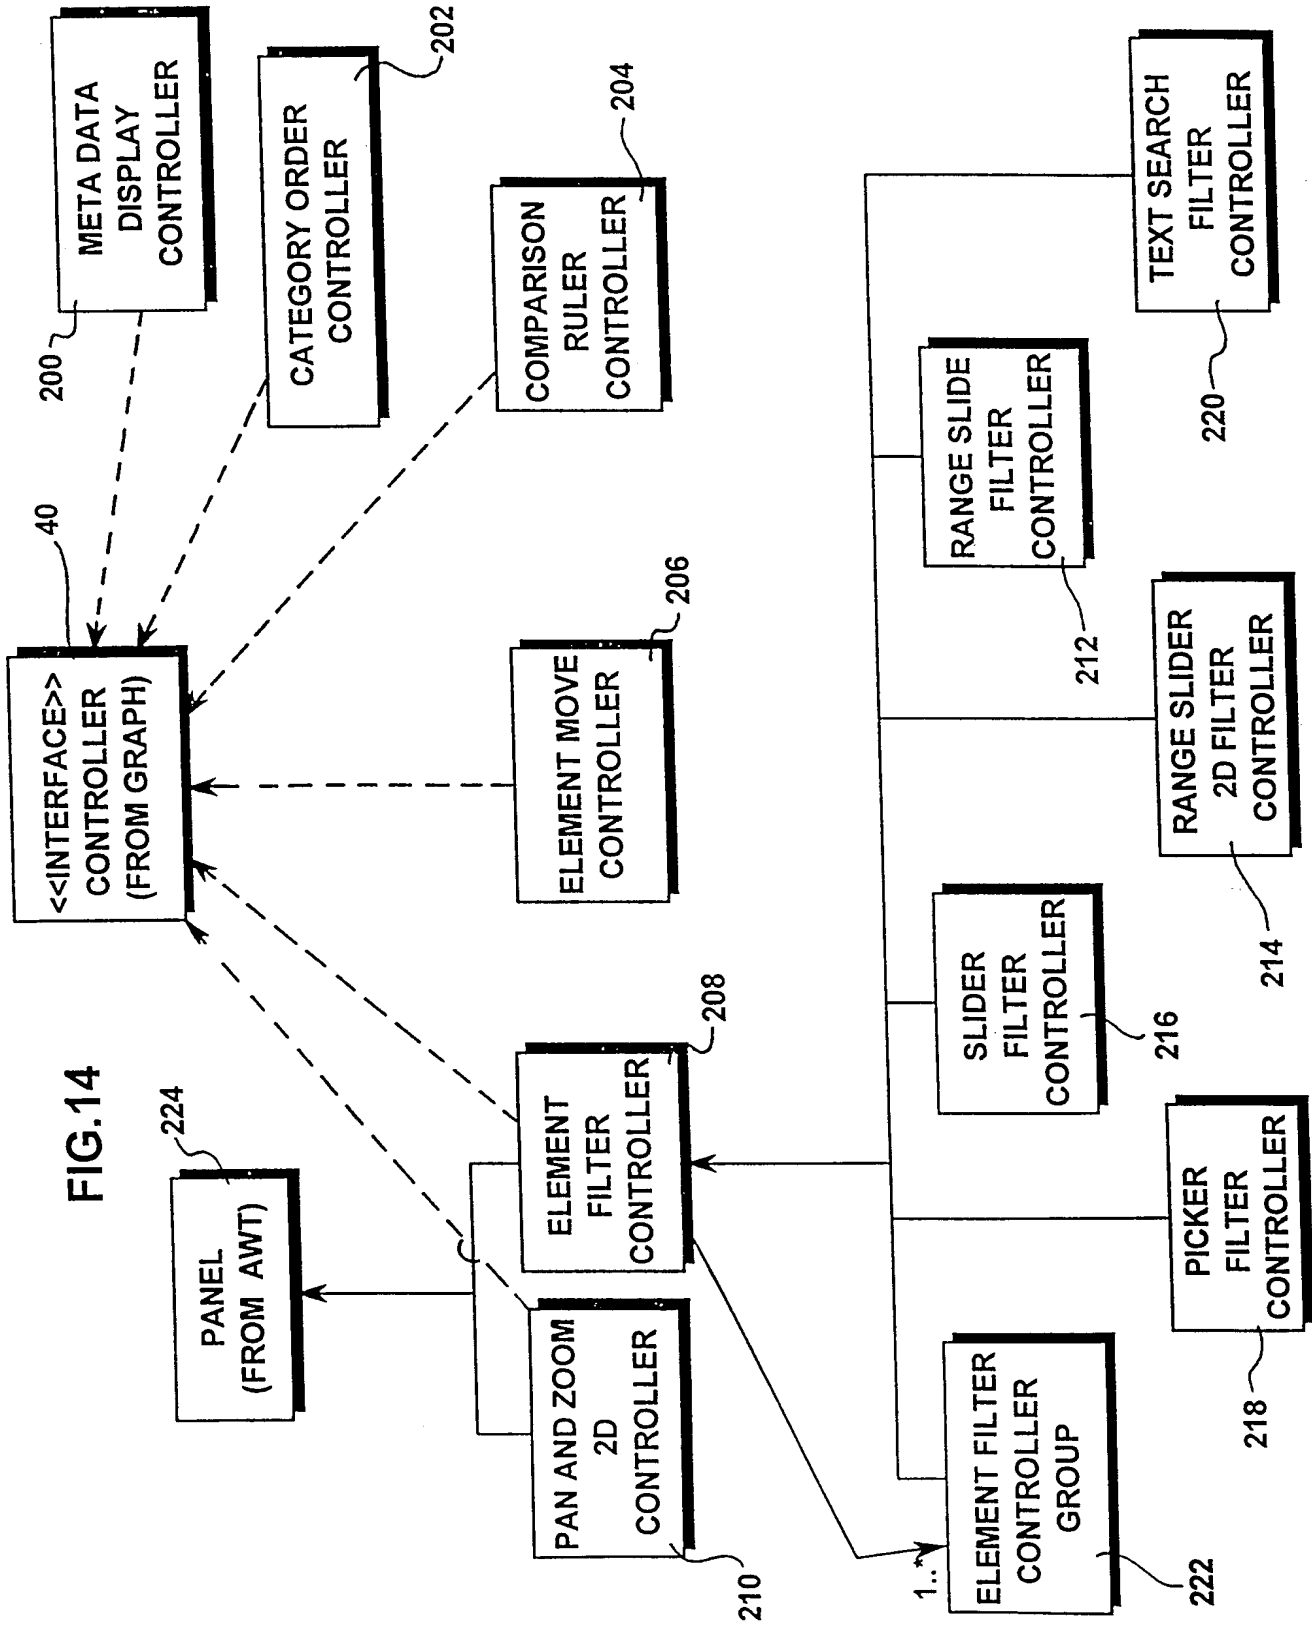 FIG.14
224
PANEL
(FROM AWT)
40
<<INTERFACE>>
CONTROLLER
(FROM GRAPH)
200
META DATA
DISPLAY
CONTROLLER
202
CATEGORY ORDER
CONTROLLER
204
COMPARISON
RULER
CONTROLLER
206
ELEMENT MOVE
CONTROLLER
208
ELEMENT
FILTER
CONTROLLER
210
PAN AND ZOOM
2D
CONTROLLER
1..*
222
ELEMENT FILTER
CONTROLLER
GROUP
218
PICKER
FILTER
CONTROLLER
216
SLIDER
FILTER
CONTROLLER
214
RANGE SLIDER
2D FILTER
CONTROLLER
212
RANGE SLIDE
FILTER
CONTROLLER
220
TEXT SEARCH
FILTER
CONTROLLER